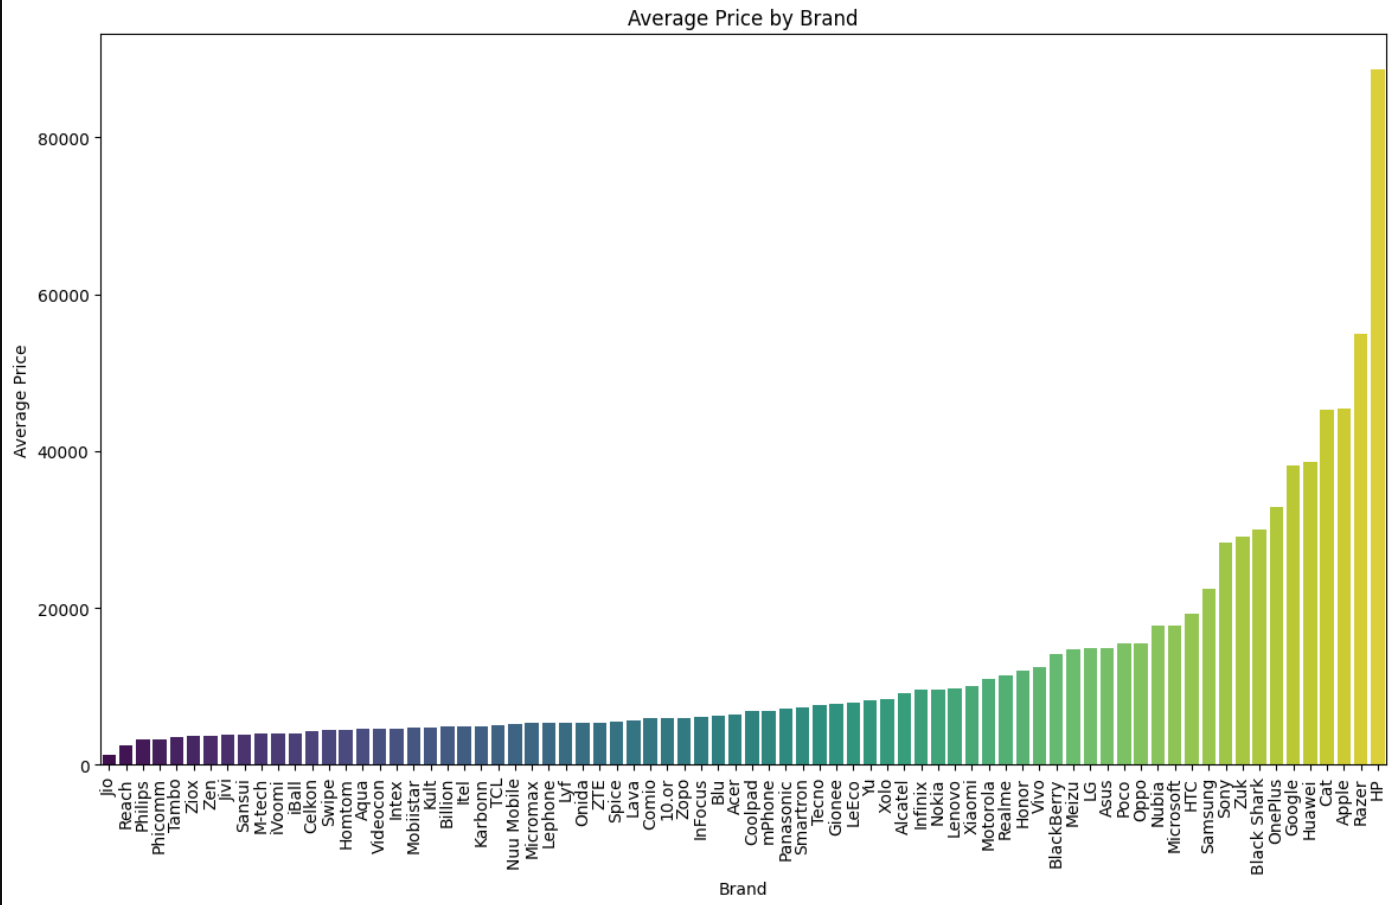 Average Price by Brand
80000
60000
40000
20000
0
Average Price
Jio
Reach
Philips
Phicomm
Tambo
Ziox
Zen
Jivi
Sansui
M-tech
iVoomi
iBall
Celkon
Swipe
Homtom
Aqua
Videocon
Intex
Mobiistar
Kult
Billion
Itel
Karbonn
TCL
Nuu Mobile
Micromax
Lephone
Lyf
Onida
ZTE
Spice
Lava
Comio
10.or
Zopo
InFocus
Blu
Acer
Coolpad
mPhone
Panasonic
Smartron
Tecno
Gionee
LeEco
Yu
Xolo
Alcatel
Infinix
Nokia
Lenovo
Xiaomi
Motorola
Realme
Honor
Vivo
BlackBerry
Meizu
LG
Asus
Poco
Oppo
Nubia
Microsoft
HTC
Samsung
Sony
Zuk
Black Shark
OnePlus
Google
Huawei
Cat
Apple
Razer
HP
Brand